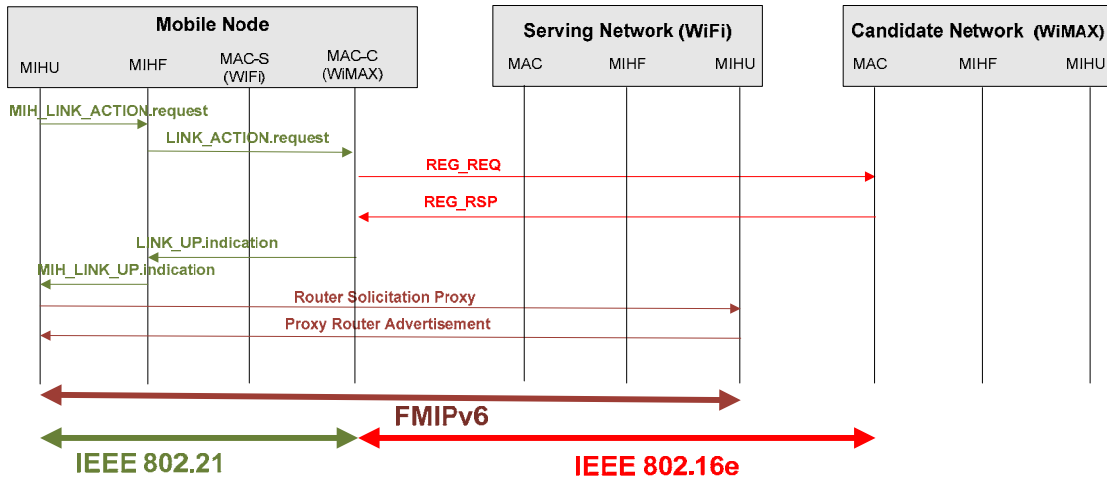 Mobile Node
MIHU MIHF MAC-S (WIFi) MAC-C (WiMAX)
Serving Network (WiFi)
MAC MIHF MIHU
Candidate Network (WiMAX)
MAC MIHF MIHU
MIH_LINK_ACTION.request
LINK_ACTION.request
REG_REQ
REG_RSP
LINK_UP.indication
MIH_LINK_UP.indication
Router Solicitation Proxy
Proxy Router Advertisement
FMIPv6
IEEE 802.21
IEEE 802.16e